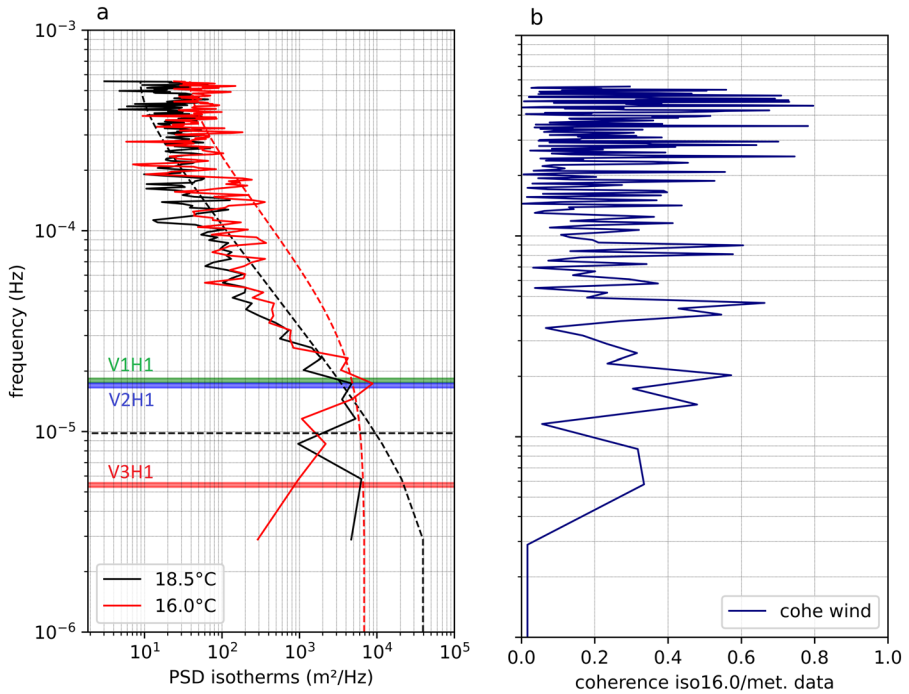 a
b
10⁻³
10⁻⁴
10⁻⁵
10⁻⁶
frequency (Hz)
V1H1
V2H1
V3H1
18.5°C
16.0°C
cohe wind
10¹ 10² 10³ 10⁴ 10⁵
0.0 0.2 0.4 0.6 0.8 1.0
PSD isotherms (m²/Hz)
coherence iso16.0/met. data